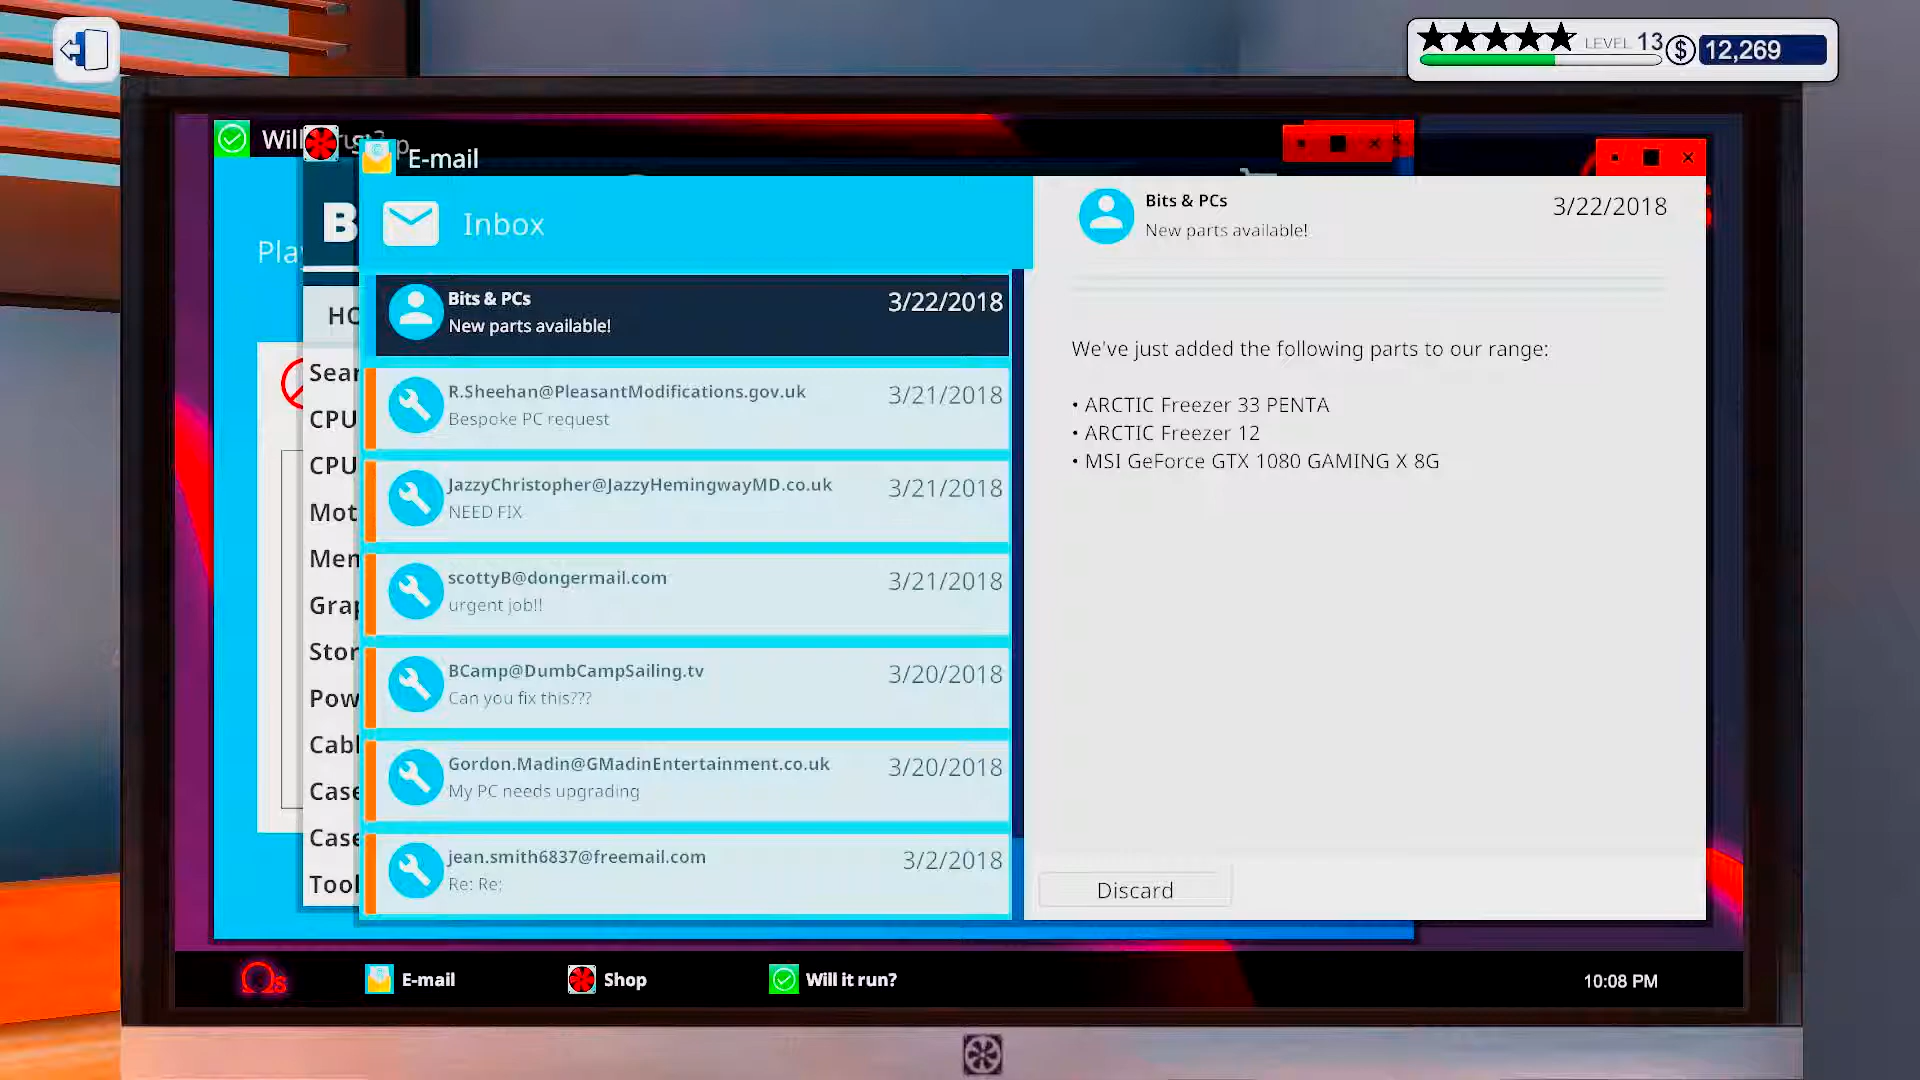 LEVEL 13
12,269
Will
E-mail
Inbox
Bits & PCs
3/22/2018
New parts available!
Bits & PCs
3/22/2018
New parts available!
R.Sheehan@PleasantModifications.gov.uk
3/21/2018
Bespoke PC request
JazzyChristopher@JazzyHemingwayMD.co.uk
3/21/2018
NEED FIX
scottyB@dongermail.com
3/21/2018
urgent job!!
BCamp@DumbCampSailing.tv
3/20/2018
Can you fix this???
Gordon.Madin@GMadinEntertainment.co.uk
3/20/2018
My PC needs upgrading
jean.smith6837@freemail.com
3/2/2018
Re: Re:
We've just added the following parts to our range:
• ARCTIC Freezer 33 PENTA
• ARCTIC Freezer 12
• MSI GeForce GTX 1080 GAMING X 8G
Discard
B
Pla
HO
Sear
CPU
CPU
Mot
Mem
Grap
Stor
Pow
Cabl
Case
Case
Tool
Ωs
E-mail
Shop
Will it run?
10:08 PM